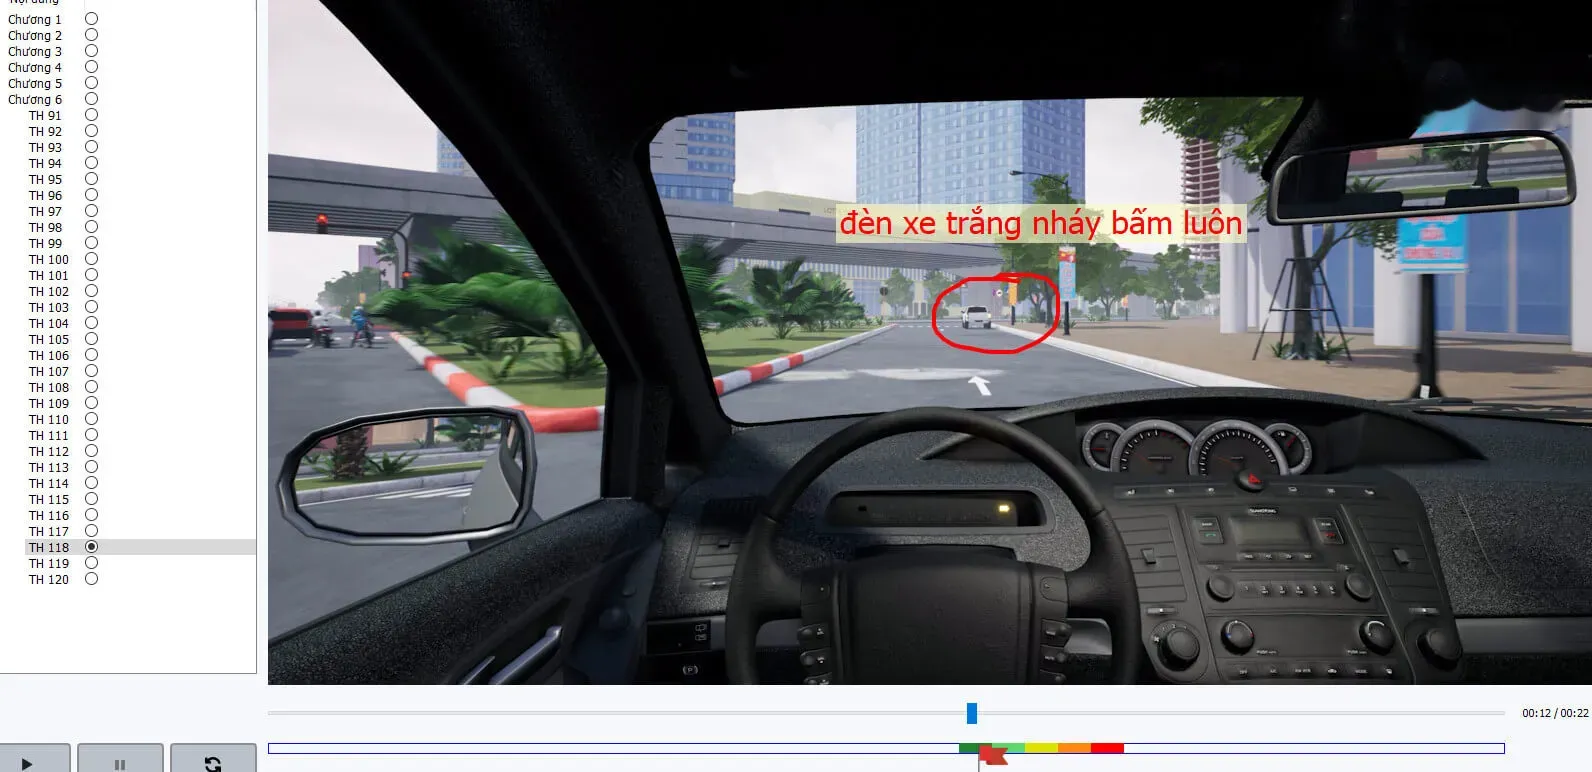 Nội dung
Chương 1
Chương 2
Chương 3
Chương 4
Chương 5
Chương 6
TH 91
TH 92
TH 93
TH 94
TH 95
TH 96
TH 97
TH 98
TH 99
TH 100
TH 101
TH 102
TH 103
TH 104
TH 105
TH 106
TH 107
TH 108
TH 109
TH 110
TH 111
TH 112
TH 113
TH 114
TH 115
TH 116
TH 117
TH 118
TH 119
TH 120
đèn xe trắng nháy bấm luôn
00:12 / 00:22